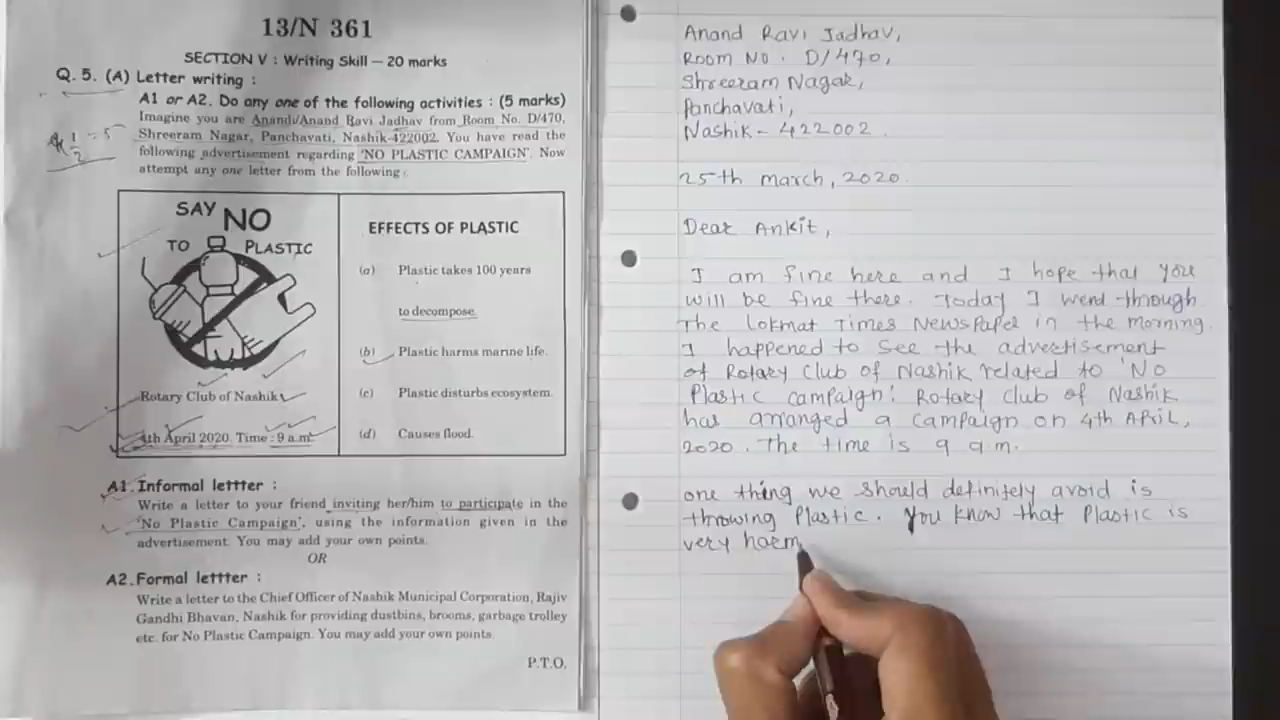 13/N 361
SECTION V : Writing Skill – 20 marks
Q. 5. (A) Letter writing :
A1 or A2. Do any one of the following activities : (5 marks)
Imagine you are Anandi/Anand Ravi Jadhav from Room No. D/470,
Shreeram Nagar, Panchavati, Nashik-422002. You have read the
following advertisement regarding 'NO PLASTIC CAMPAIGN'. Now
attempt any one letter from the following :
SAY NO
TO PLASTIC
Rotary Club of Nashik
4th April 2020. Time : 9 a.m.
EFFECTS OF PLASTIC
(a) Plastic takes 100 years
to decompose.
(b) Plastic harms marine life.
(c) Plastic disturbs ecosystem.
(d) Causes flood.
A1. Informal lettter :
Write a letter to your friend inviting her/him to participate in the
'No Plastic Campaign', using the information given in the
advertisement. You may add your own points.
OR
A2. Formal lettter :
Write a letter to the Chief Officer of Nashik Municipal Corporation, Rajiv
Gandhi Bhavan, Nashik for providing dustbins, brooms, garbage trolley
etc. for No Plastic Campaign. You may add your own points.
P.T.O.
Anand Ravi Jadhav,
Room No. D/470,
Shreeram Nagar,
Panchavati,
Nashik - 422002.
25th march, 2020.
Dear Ankit,
I am fine here and I hope that you
will be fine there. Today I went through
The Lokmat Times Newspaper in the morning.
I happened to see the advertisement
of Rotary Club of Nashik related to 'No
Plastic campaign'. Rotary club of Nashik
has arranged a campaign on 4th April,
2020. The time is 9 a.m.
one thing we should definitely avoid is
throwing Plastic. You know that Plastic is
very harm